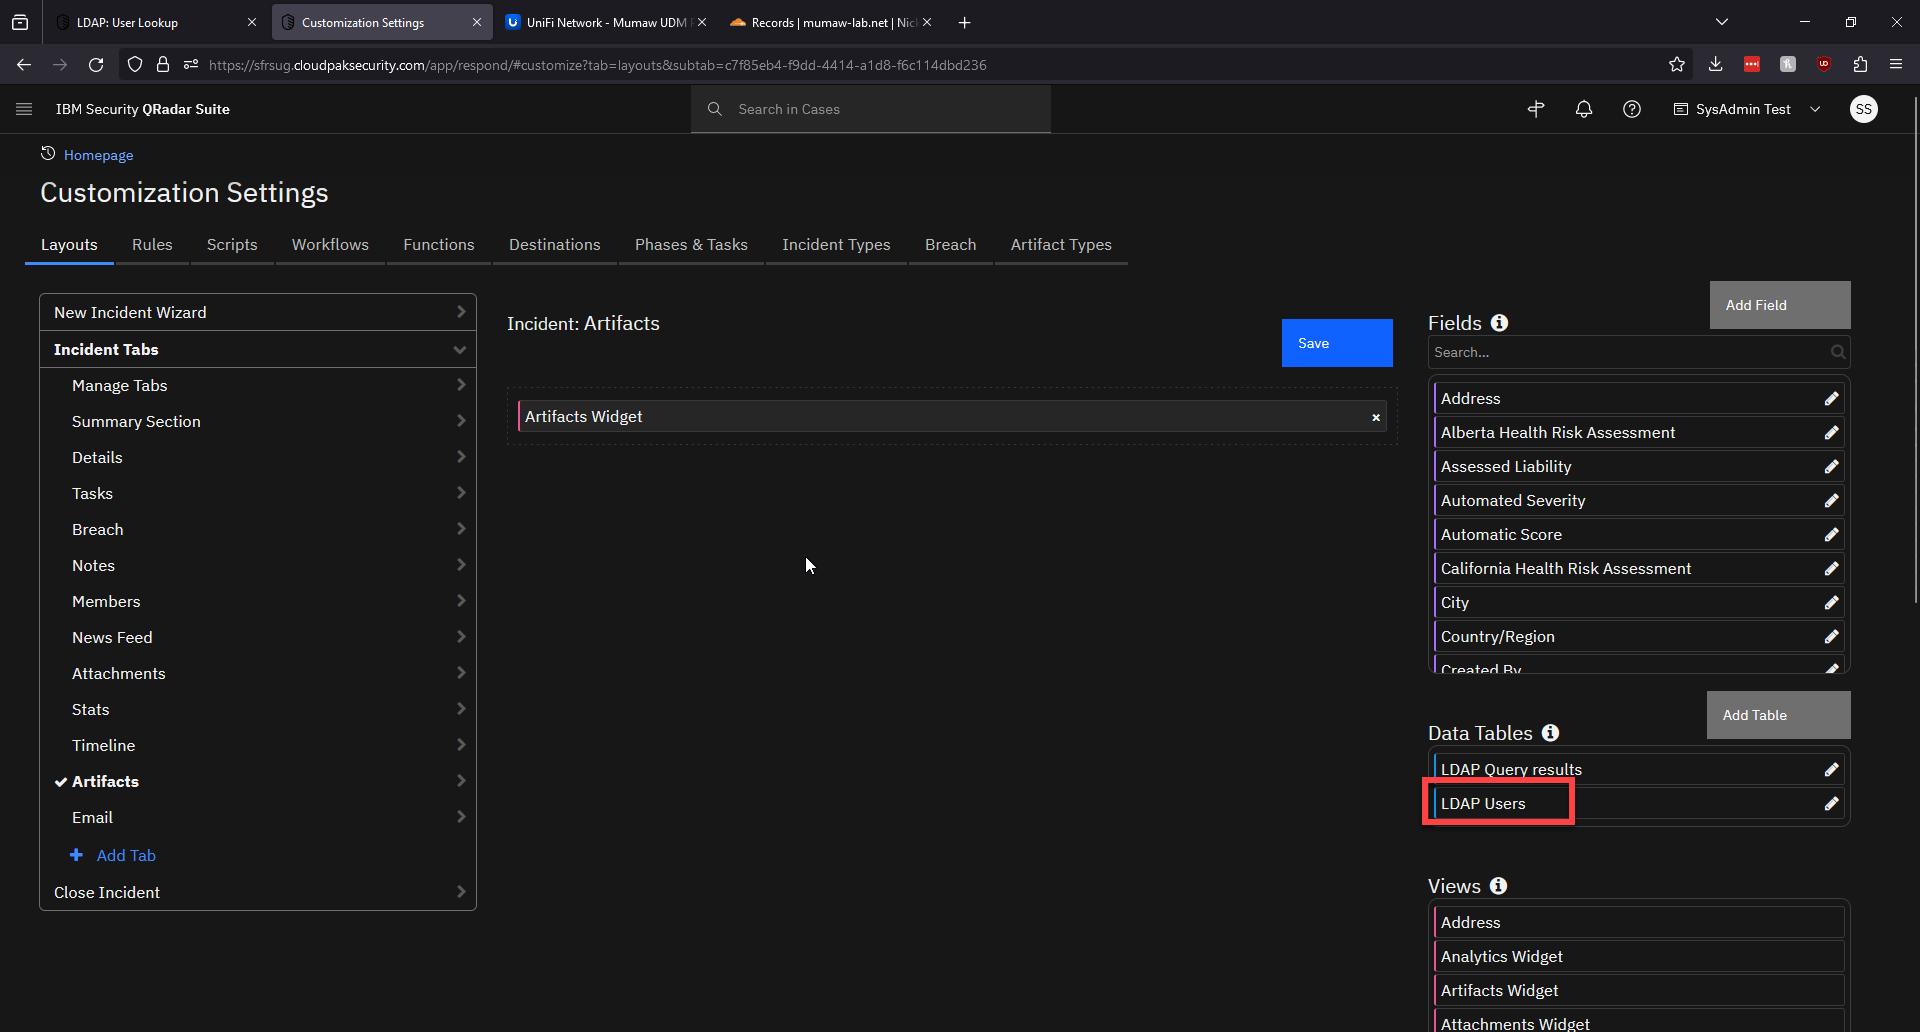 LDAP: User Lookup
Customization Settings
UniFi Network - Mumaw UDM
Records | mumaw-lab.net | Nic
https://sfrsug.cloudpaksecurity.com/app/respond/#customize?tab=layouts&subtab=c7f85eb4-f9dd-4414-a1d8-f6c114dbd236
IBM Security QRadar Suite
Search in Cases
SysAdmin Test
SS
Homepage
Customization Settings
Layouts
Rules
Scripts
Workflows
Functions
Destinations
Phases & Tasks
Incident Types
Breach
Artifact Types
New Incident Wizard
Incident Tabs
Manage Tabs
Summary Section
Details
Tasks
Breach
Notes
Members
News Feed
Attachments
Stats
Timeline
Artifacts
Email
Add Tab
Close Incident
Incident: Artifacts
Save
Artifacts Widget
Fields
Add Field
Search...
Address
Alberta Health Risk Assessment
Assessed Liability
Automated Severity
Automatic Score
California Health Risk Assessment
City
Country/Region
Created By
Data Tables
Add Table
LDAP Query results
LDAP Users
Views
Address
Analytics Widget
Artifacts Widget
Attachments Widget